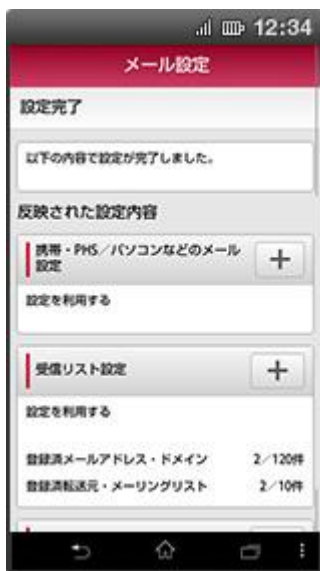 12:34
メール設定
設定完了
以下の内容で設定が完了しました。
反映された設定内容
携帯・PHS／パソコンなどのメール
設定
設定を利用する
受信リスト設定
設定を利用する
登録済メールアドレス・ドメイン 2／120件
登録済転送元・メーリングリスト 2／10件